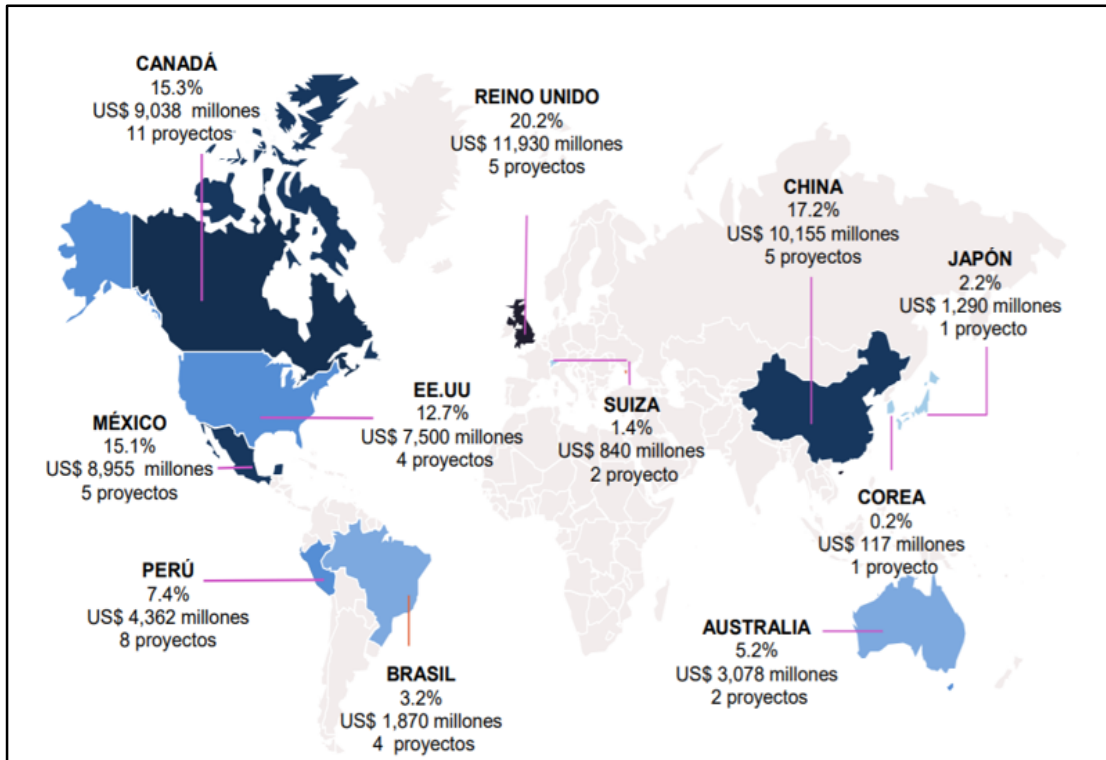 CANADÁ
15.3%
US$ 9,038 millones
11 proyectos
REINO UNIDO
20.2%
US$ 11,930 millones
5 proyectos
CHINA
17.2%
US$ 10,155 millones
5 proyectos
JAPÓN
2.2%
US$ 1,290 millones
1 proyecto
EE.UU
12.7%
US$ 7,500 millones
4 proyectos
MÉXICO
15.1%
US$ 8,955 millones
5 proyectos
SUIZA
1.4%
US$ 840 millones
2 proyecto
COREA
0.2%
US$ 117 millones
1 proyecto
PERÚ
7.4%
US$ 4,362 millones
8 proyectos
BRASIL
3.2%
US$ 1,870 millones
4 proyectos
AUSTRALIA
5.2%
US$ 3,078 millones
2 proyectos